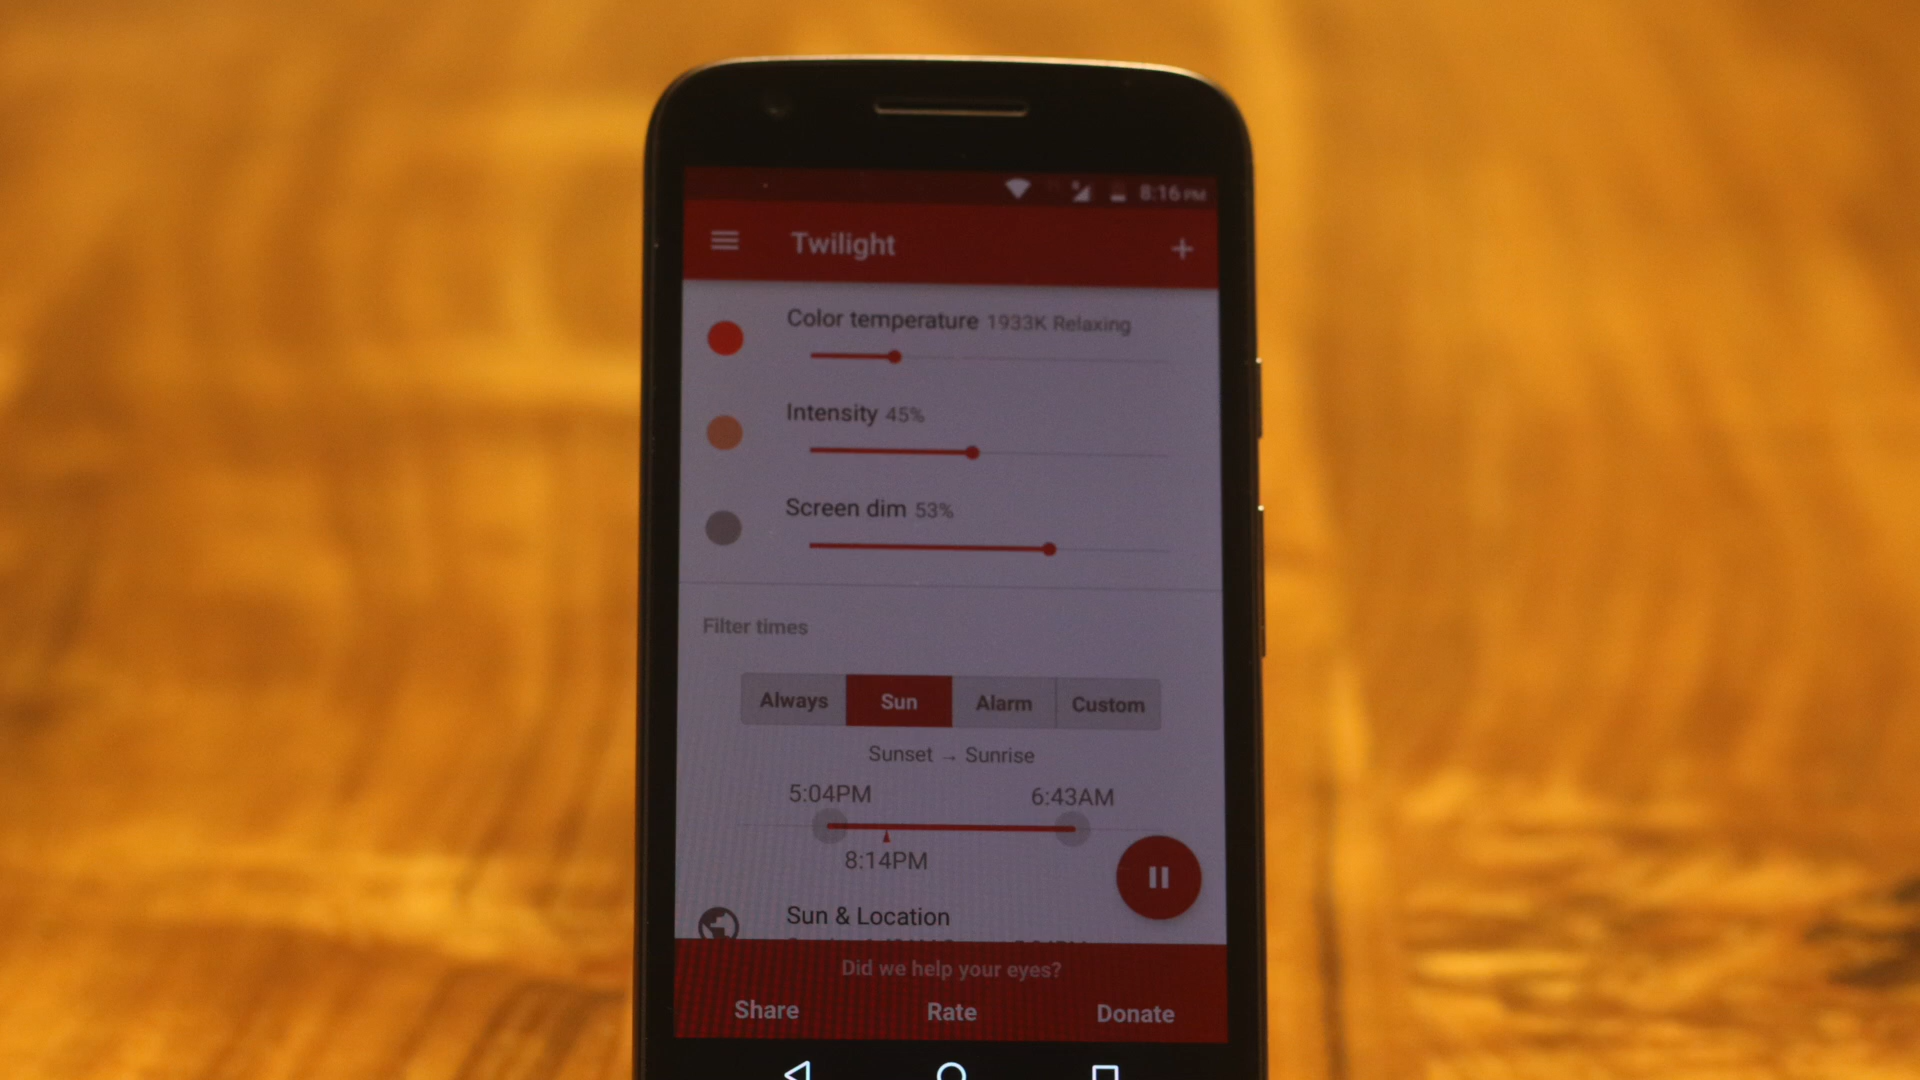 8:16 PM
Twilight
Color temperature 1933K Relaxing
Intensity 45%
Screen dim 53%
Filter times
Always Sun Alarm Custom
Sunset → Sunrise
5:04PM 6:43AM
8:14PM
Sun & Location
Did we help your eyes?
Share Rate Donate